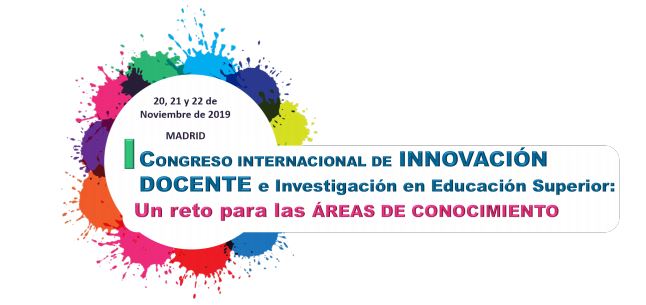 20, 21 y 22 de
Noviembre de 2019
MADRID
I CONGRESO INTERNACIONAL DE INNOVACIÓN
DOCENTE e Investigación en Educación Superior:
Un reto para las ÁREAS DE CONOCIMIENTO